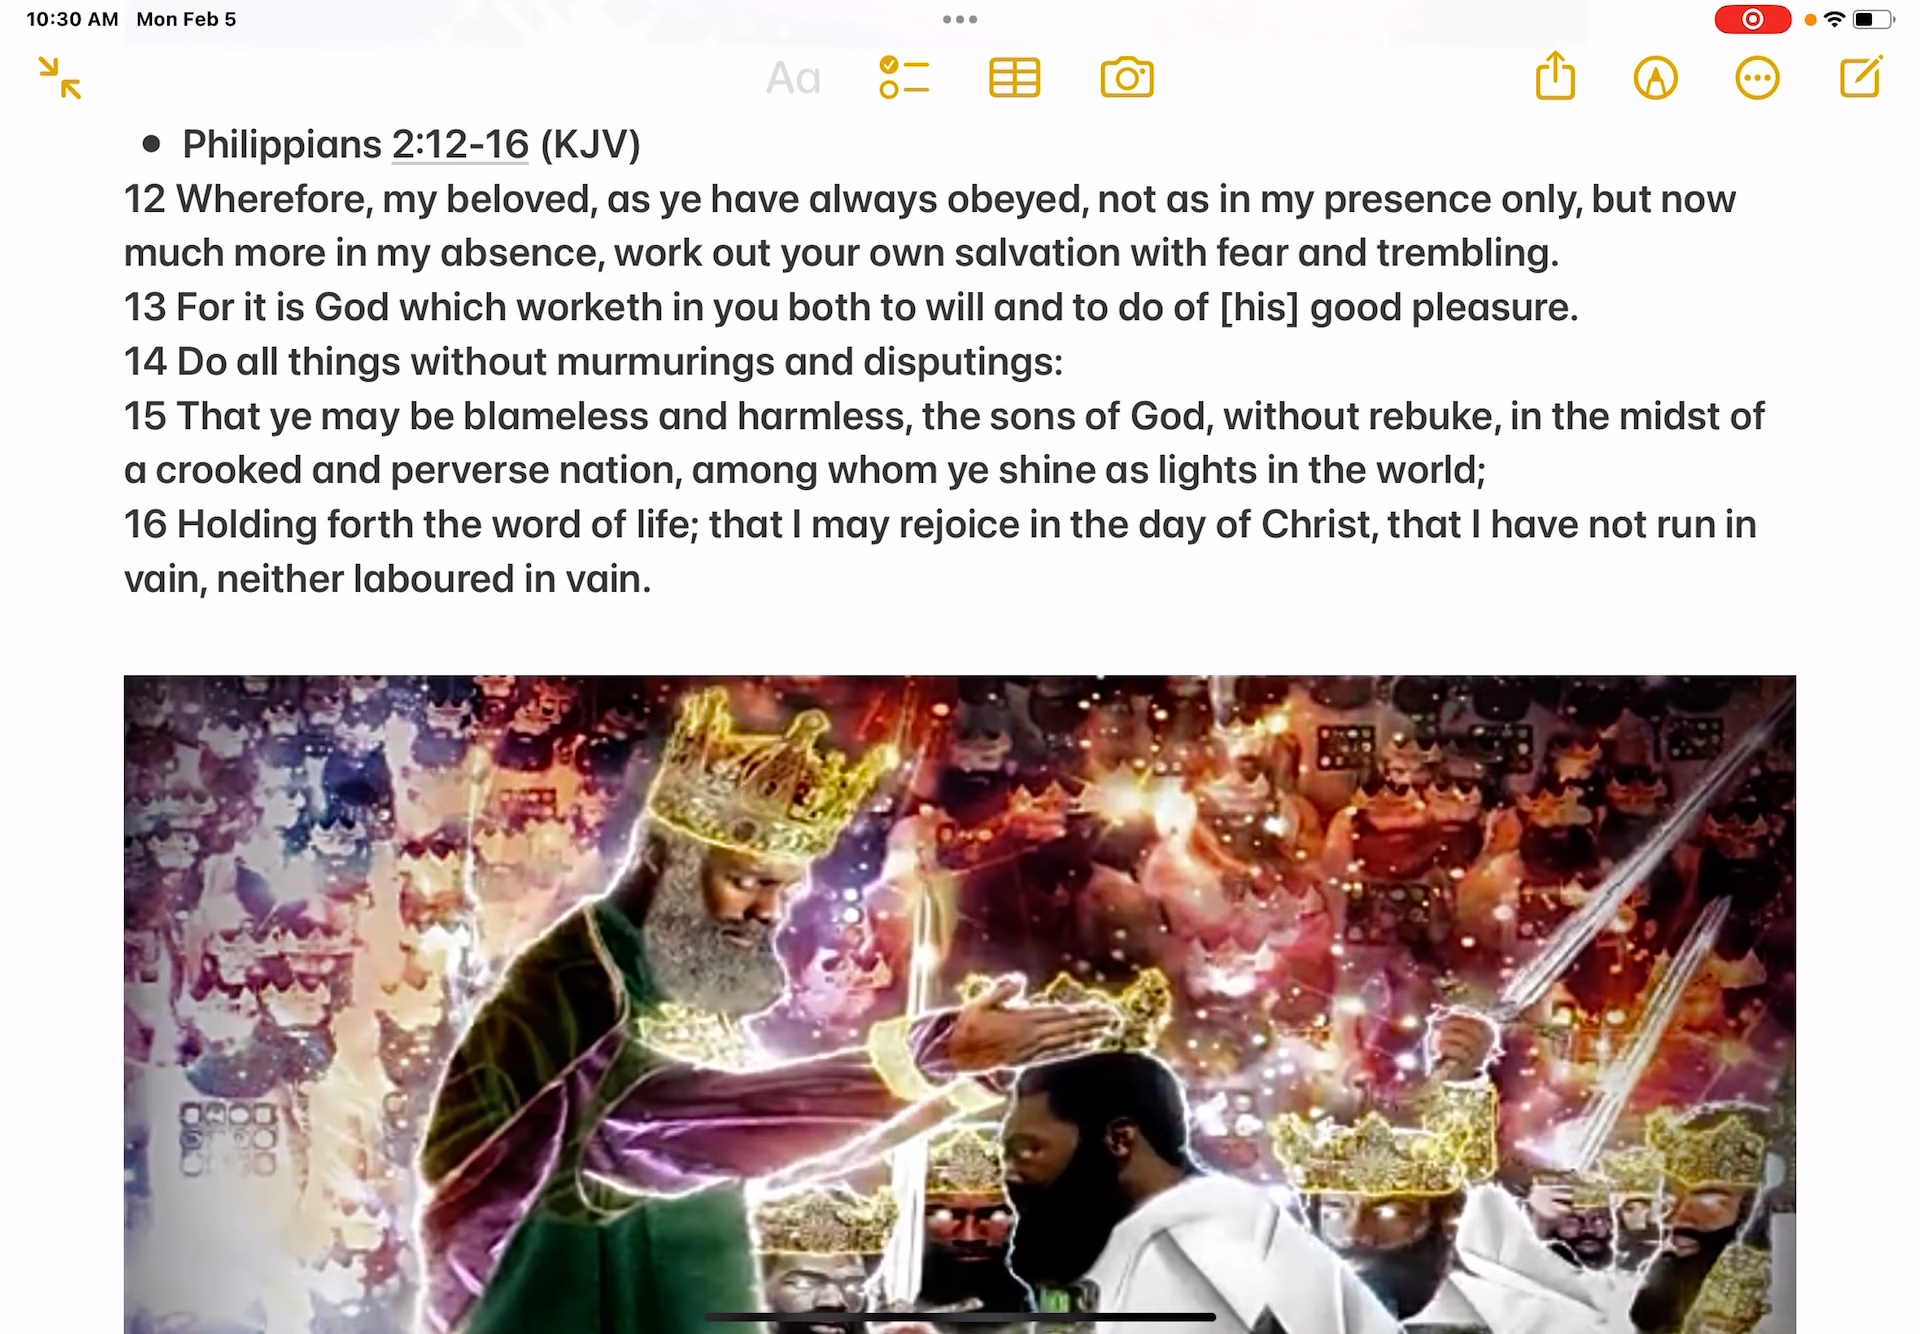 10:30 AM Mon Feb 5
Aa
• Philippians 2:12-16 (KJV)
12 Wherefore, my beloved, as ye have always obeyed, not as in my presence only, but now
much more in my absence, work out your own salvation with fear and trembling.
13 For it is God which worketh in you both to will and to do of [his] good pleasure.
14 Do all things without murmurings and disputings:
15 That ye may be blameless and harmless, the sons of God, without rebuke, in the midst of
a crooked and perverse nation, among whom ye shine as lights in the world;
16 Holding forth the word of life; that I may rejoice in the day of Christ, that I have not run in
vain, neither laboured in vain.